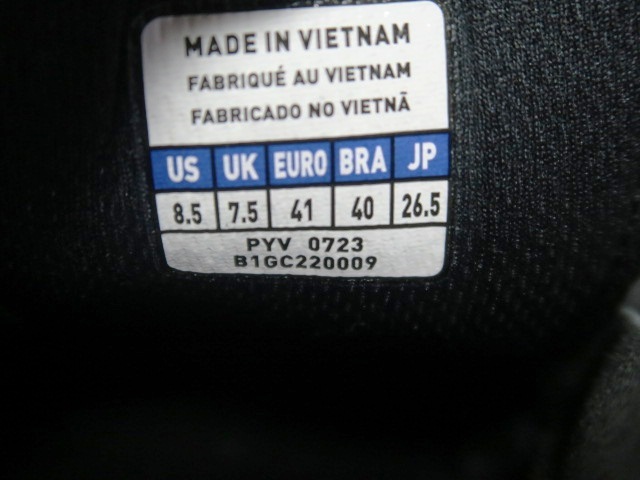 MADE IN VIETNAM
FABRIQUÉ AU VIETNAM
FABRICADO NO VIETNÃ
US UK EURO BRA JP
8.5 7.5 41 40 26.5
PYV 0723
B1GC220009